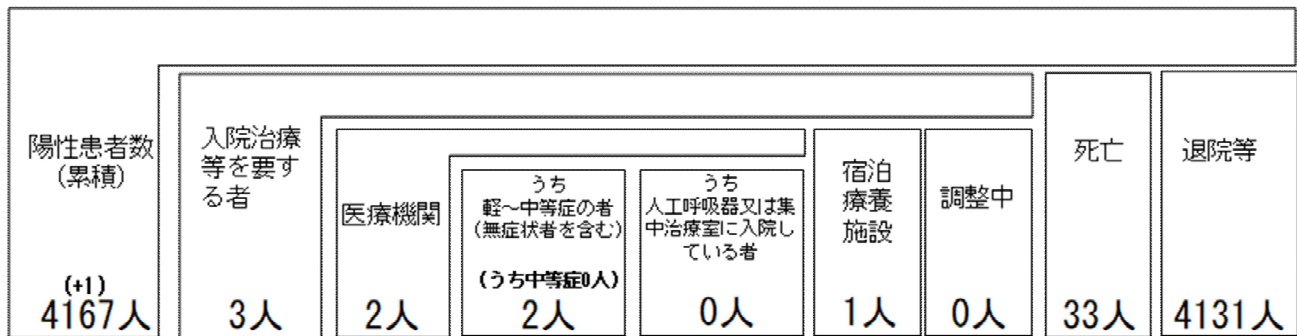 陽性患者数
(累積)
(+1)
4167人
入院治療
等を要す
る者
3人
医療機関
2人
うち
軽～中等症の者
(無症状者を含む)
(うち中等症0人)
2人
うち
人工呼吸器又は集
中治療室に入院し
ている者
0人
宿泊
療養
施設
1人
調整中
0人
死亡
33人
退院等
4131人